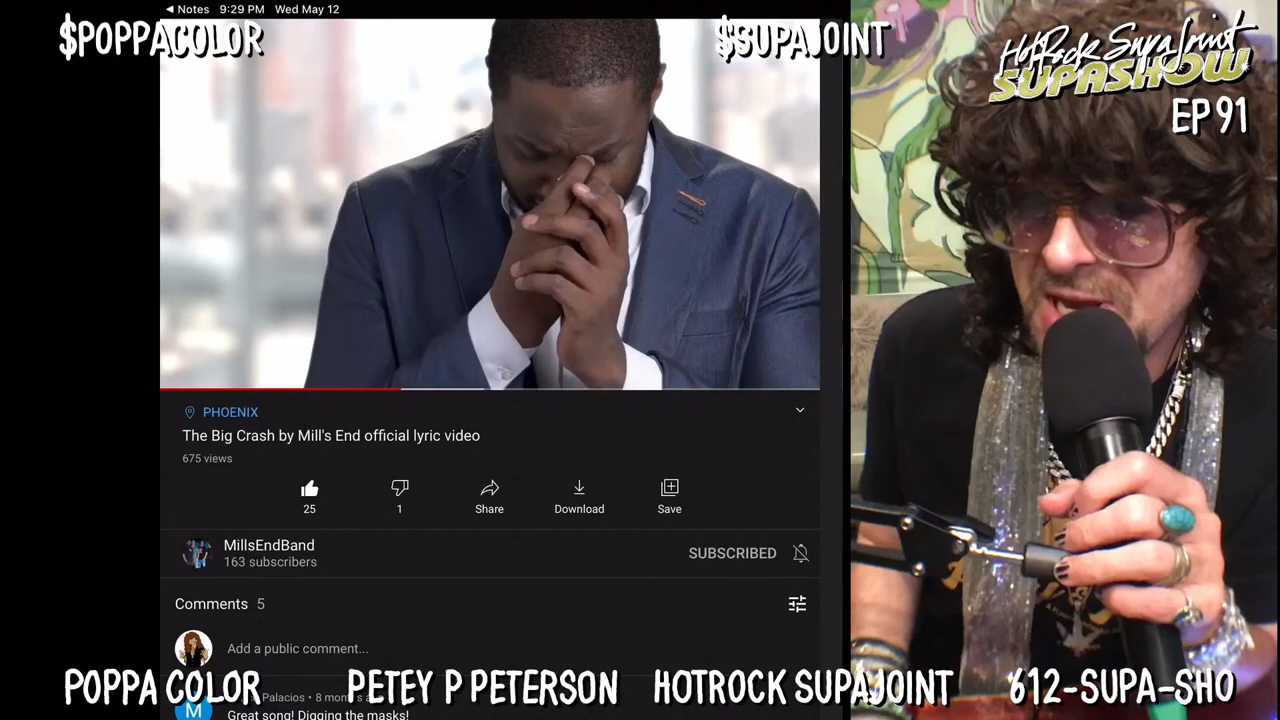 Notes 9:29 PM Wed May 12
$POPPACOLOR
$SUPAJOINT
HotRock SupaJoint
SUPASHOW
EP 91
PHOENIX
The Big Crash by Mill's End official lyric video
675 views
25
1
Share
Download
Save
MillsEndBand
163 subscribers
SUBSCRIBED
Comments 5
Add a public comment...
POPPA COLOR PETEY P PETERSON HOTROCK SUPAJOINT 612-SUPA-SHO
M
Palacios • 8 months a
Great song! Digging the masks!